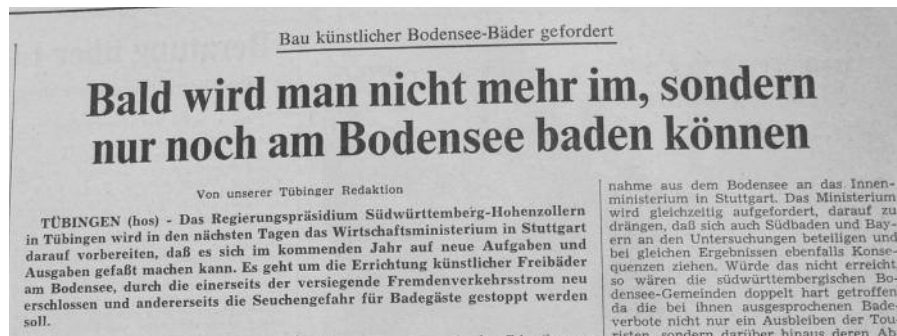 Bau künstlicher Bodensee-Bäder gefordert
Bald wird man nicht mehr im, sondern
nur noch am Bodensee baden können
Von unserer Tübinger Redaktion
TÜBINGEN (hos) - Das Regierungspräsidium Südwürttemberg-Hohenzollern
in Tübingen wird in den nächsten Tagen das Wirtschaftsministerium in Stuttgart
darauf vorbereiten, daß es sich im kommenden Jahr auf neue Aufgaben und
Ausgaben gefaßt machen kann. Es geht um die Errichtung künstlicher Freibäder
am Bodensee, durch die einerseits der versiegende Fremdenverkehrsstrom neu
erschlossen und andererseits die Seuchengefahr für Badegäste gestoppt werden
soll.
nahme aus dem Bodensee an das Innen-
ministerium in Stuttgart. Das Ministerium
wird gleichzeitig aufgefordert, darauf zu
drängen, daß sich auch Südbaden und Bay-
ern an den Untersuchungen beteiligen und
bei gleichen Ergebnissen ebenfalls Konse-
quenzen ziehen. Würde das nicht erreicht
so wären die südwürttembergischen Bo-
densee-Gemeinden doppelt hart getroffen
da die bei ihnen ausgesprochenen Bade-
verbote nicht nur ein Ausbleiben der Tou-
risten, sondern darüber hinaus deren Ab